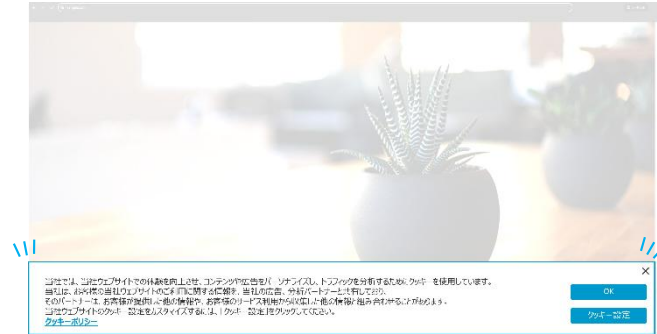 当社では、当社ウェブサイトでの体験を向上させ、コンテンツや広告をパーソナライズし、トラフィックを分析するためにクッキーを使用しています。
当社は、お客様の当社ウェブサイトのご利用に関する情報を、当社の広告、分析パートナーと共有しており、
そのパートナーは、お客様が提供した他の情報や、お客様のサービス利用から収集した他の情報と組み合わせることがあります。
当社ウェブサイトのクッキー設定をカスタマイズするには、「クッキー設定」をクリックしてください。
クッキーポリシー
OK
クッキー設定